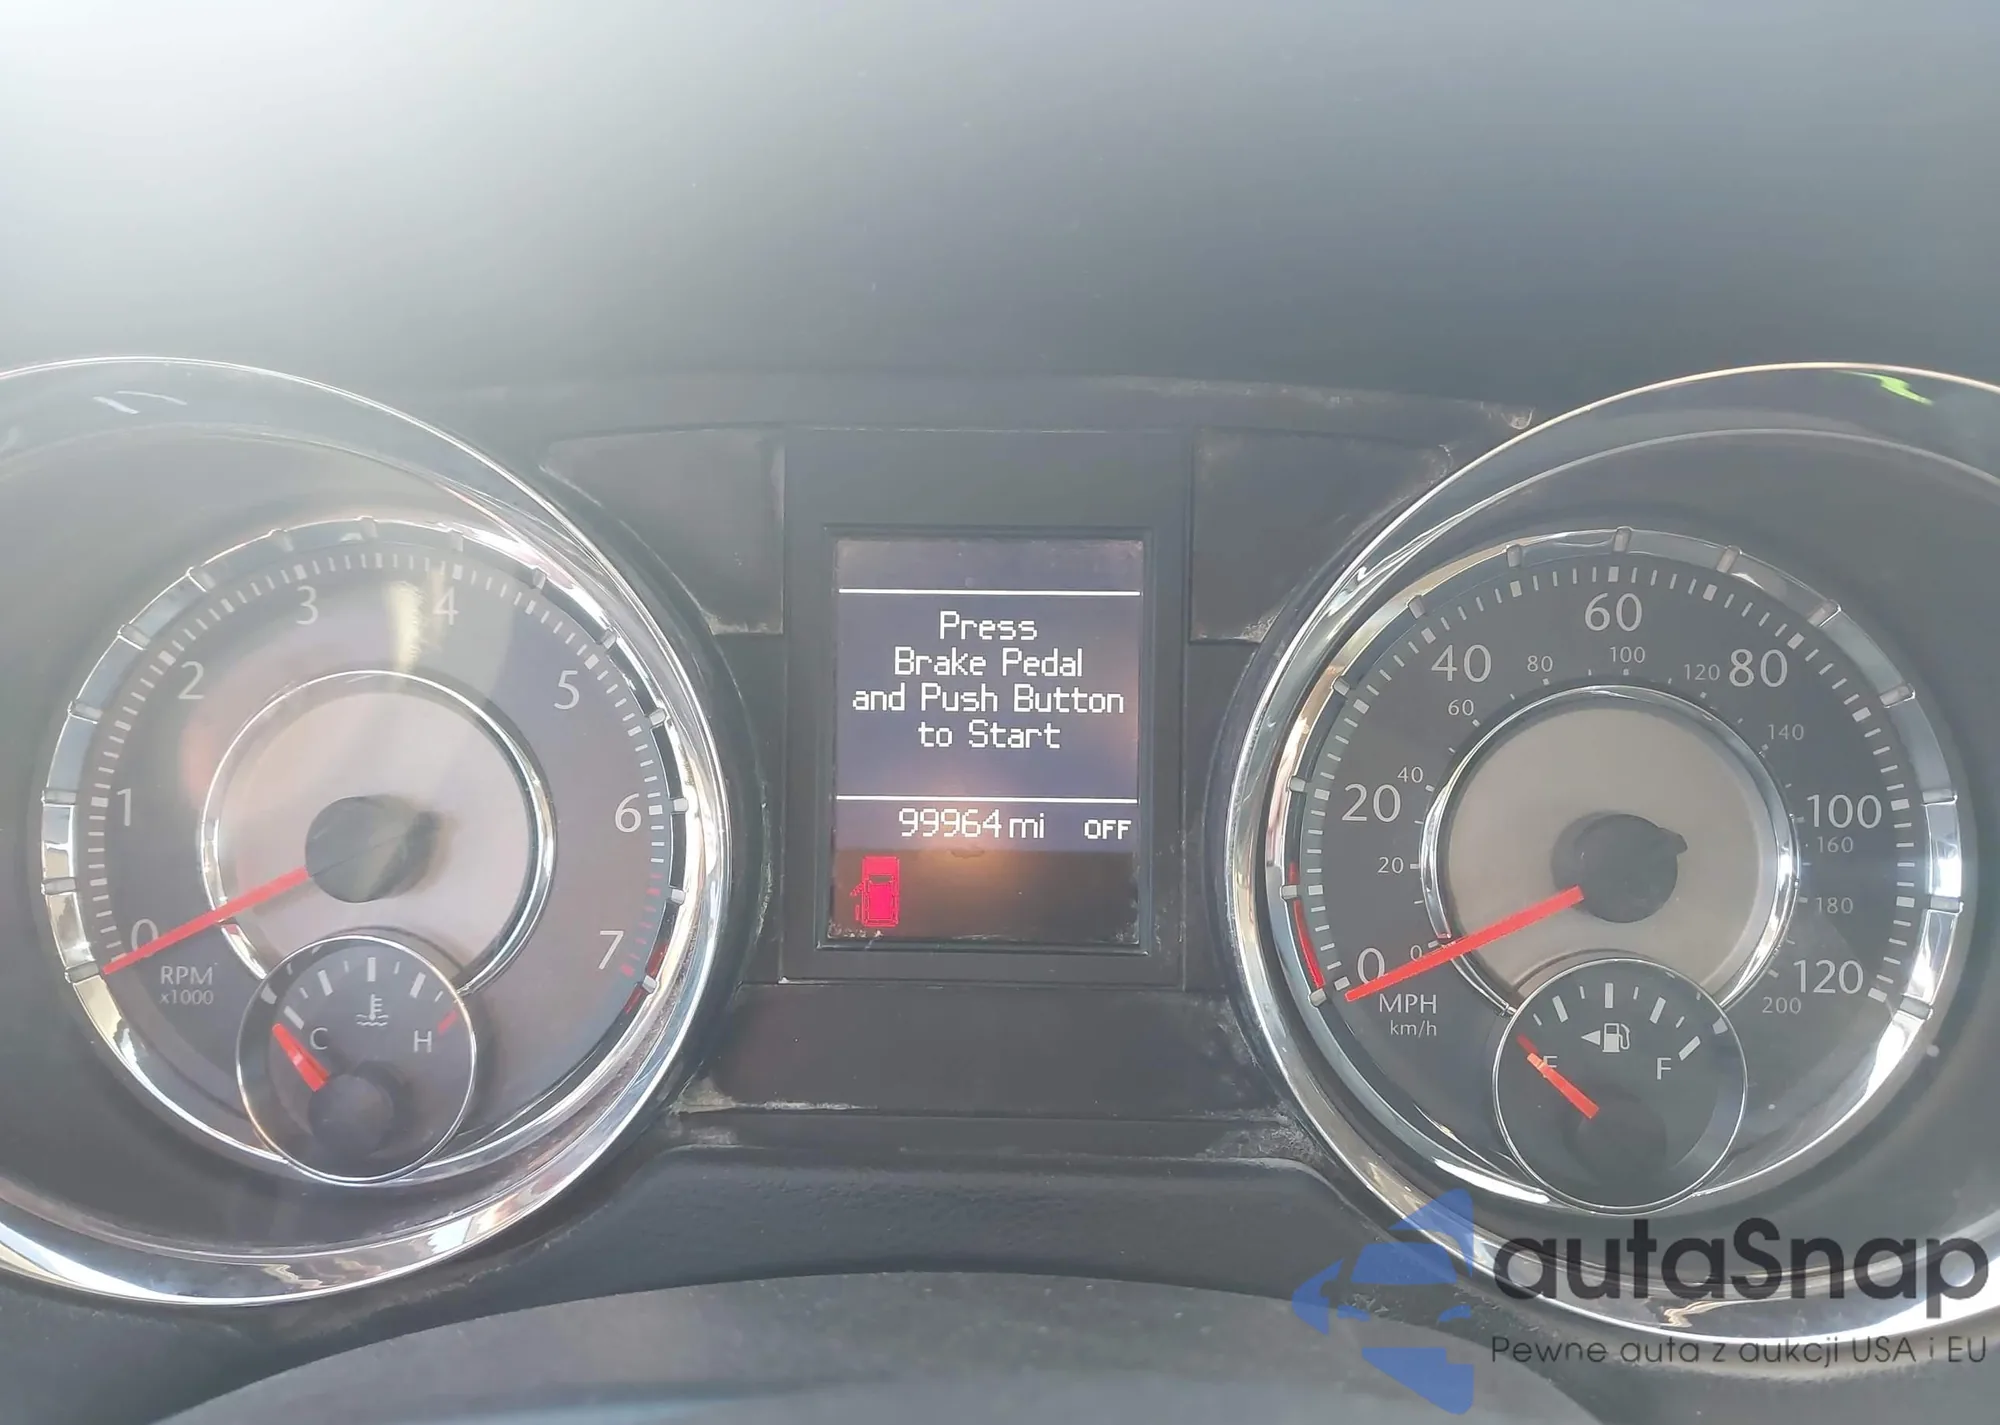 0
1
2
3
4
5
6
7
RPM
x1000
C
H
Press
Brake Pedal
and Push Button
to Start
99964 mi OFF
0
20
40
60
80
100
120
0
20
40
60
80
100
120
140
160
180
200
MPH
km/h
E
F
autaSnap
Pewne auta z aukcji USA i EU